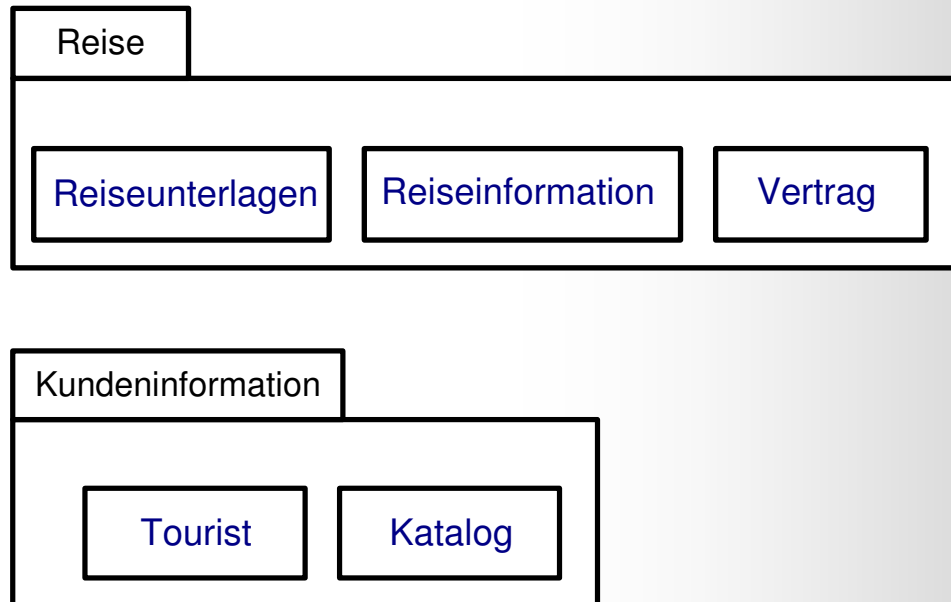 Reise
Reiseunterlagen
Reiseinformation
Vertrag
Kundeninformation
Tourist
Katalog